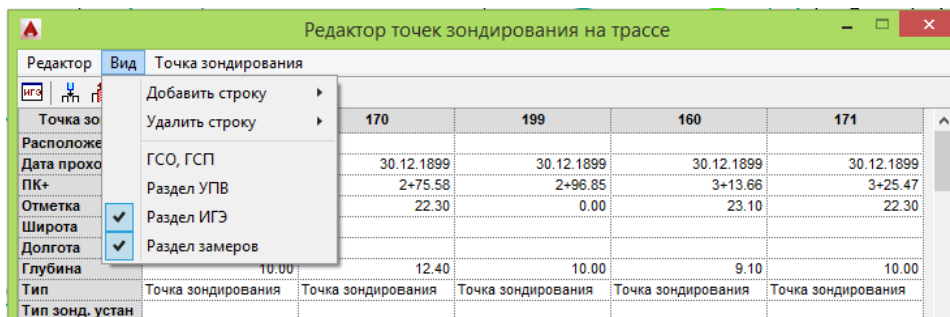 Редактор точек зондирования на трассе
Редактор Вид Точка зондирования
ИГЭ
Добавить строку
Удалить строку
ГСО, ГСП
Раздел УПВ
Раздел ИГЭ
Раздел замеров
170 199 160 171
30.12.1899 30.12.1899 30.12.1899 30.12.1899
ПК+ 2+75.58 2+96.85 3+13.66 3+25.47
Отметка 22.30 0.00 23.10 22.30
Широта
Долгота
Глубина 10.00 12.40 10.00 9.10 10.00
Тип Точка зондирования Точка зондирования Точка зондирования Точка зондирования Точка зондирования
Тип зонд. устан